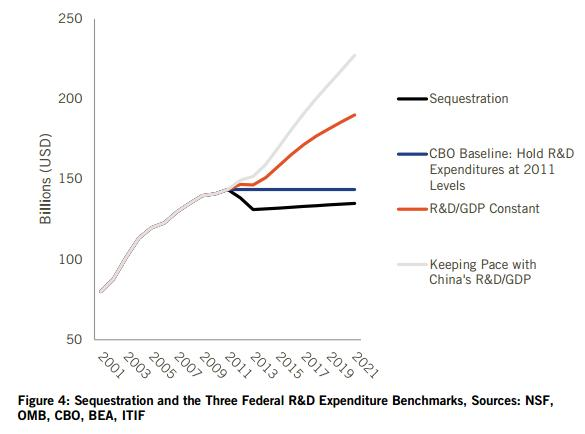 250
200
150
100
50
Billions (USD)
2001
2003
2005
2007
2009
2011
2013
2015
2017
2019
2021
Sequestration
CBO Baseline: Hold R&D
Expenditures at 2011
Levels
R&D/GDP Constant
Keeping Pace with
China's R&D/GDP
Figure 4: Sequestration and the Three Federal R&D Expenditure Benchmarks, Sources: NSF,
OMB, CBO, BEA, ITIF